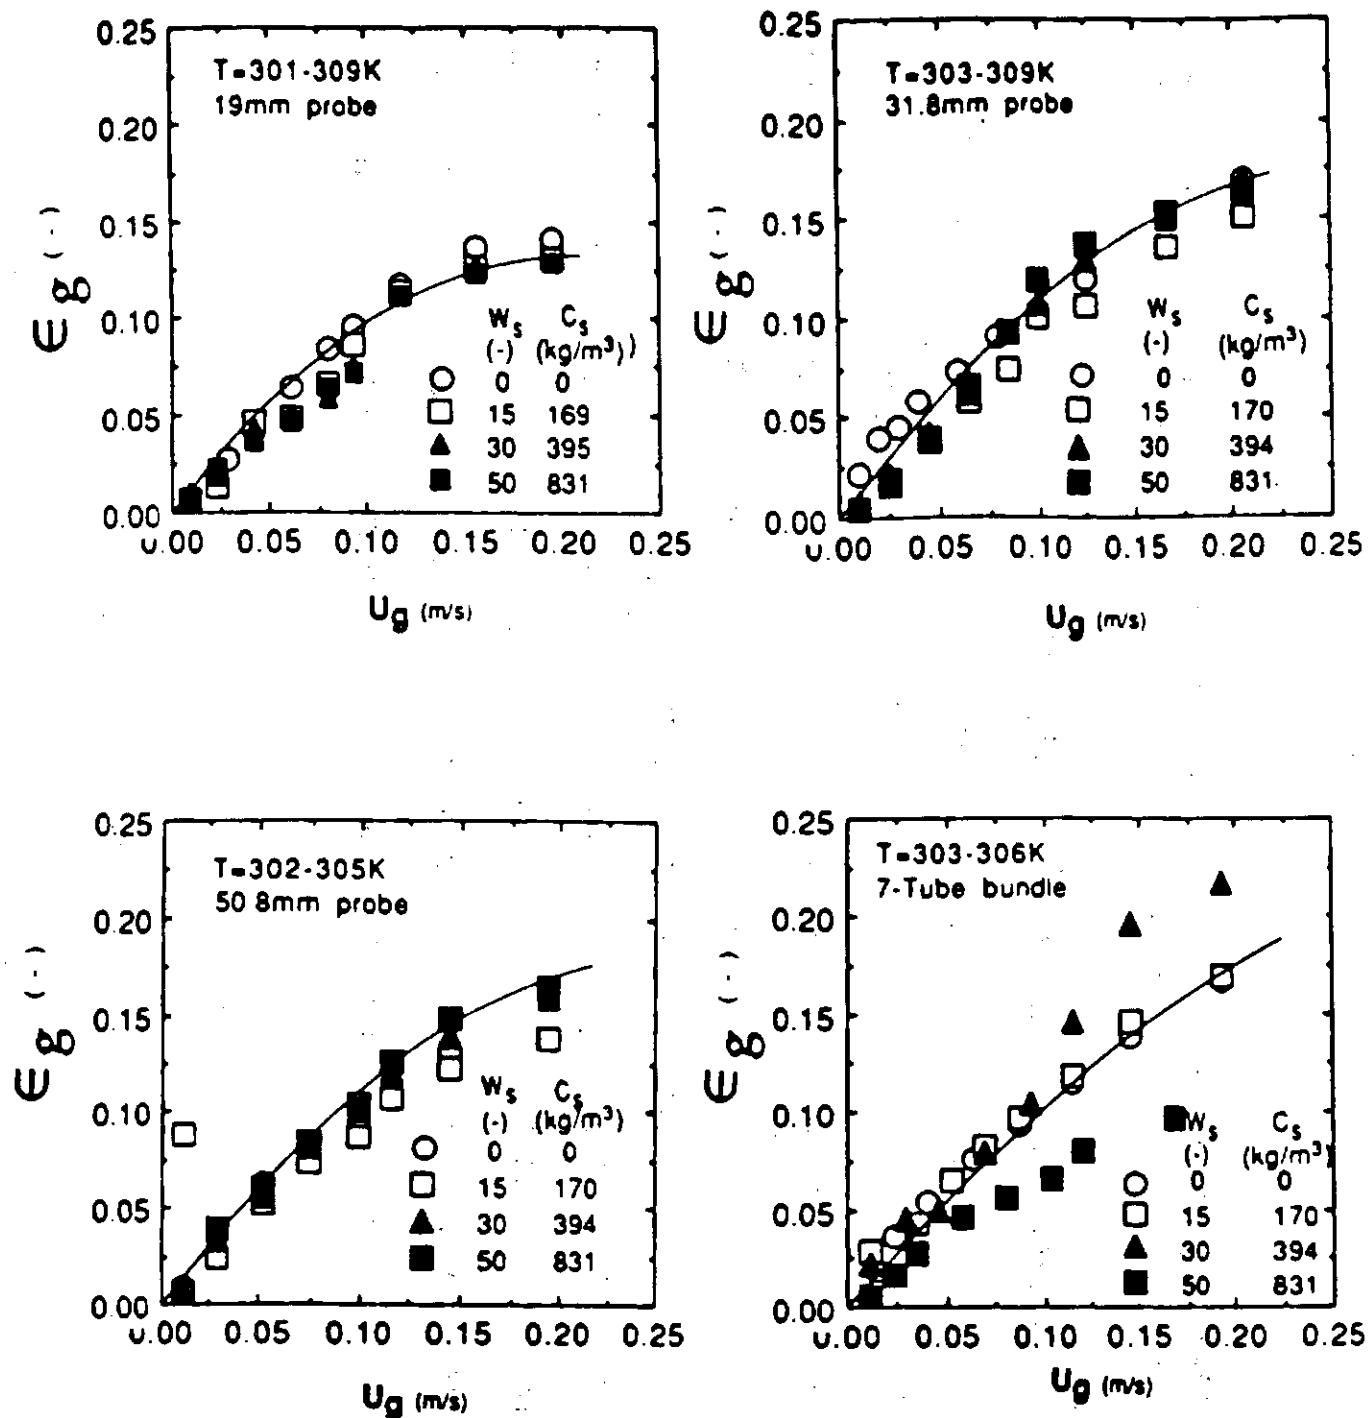 0.25
T=301-309K
19mm probe
0.20
0.15
ϵg (-)
0.10
Ws Cs
(-) (kg/m³))
0 0
0.05
15 169
30 395
50 831
0.00
0.00 0.05 0.10 0.15 0.20 0.25
Ug (m/s)
0.25
T=303-309K
31.8mm probe
0.20
0.15
ϵg (-)
0.10
Ws Cs
(-) (kg/m³)
0 0
0.05
15 170
30 394
50 831
0.00
0.00 0.05 0.10 0.15 0.20 0.25
Ug (m/s)
0.25
T=302-305K
50 8mm probe
0.20
0.15
ϵg (-)
0.10
Ws Cs
(-) (kg/m³)
0 0
0.05
15 170
30 394
50 831
0.00
0.00 0.05 0.10 0.15 0.20 0.25
Ug (m/s)
0.25
T=303-306K
7-Tube bundle
0.20
0.15
ϵg (-)
0.10
Ws Cs
(-) (kg/m³
0 0
0.05
15 170
30 394
50 831
0.00
0.00 0.05 0.10 0.15 0.20 0.25
Ug (m/s)